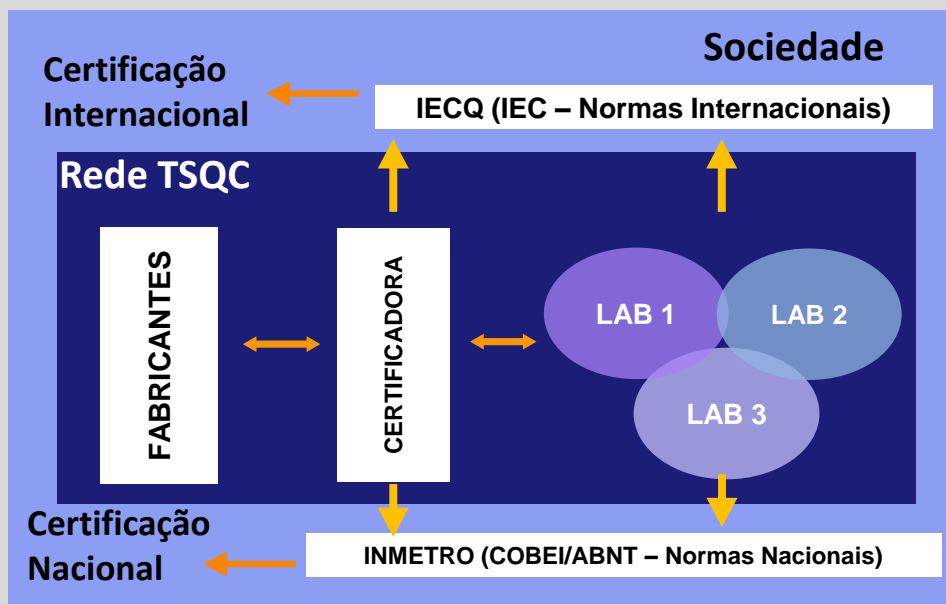 Sociedade
Certificação
Internacional
IECQ (IEC – Normas Internacionais)
Rede TSQC
FABRICANTES
CERTIFICADORA
LAB 1
LAB 2
LAB 3
Certificação
Nacional
INMETRO (COBEI/ABNT – Normas Nacionais)